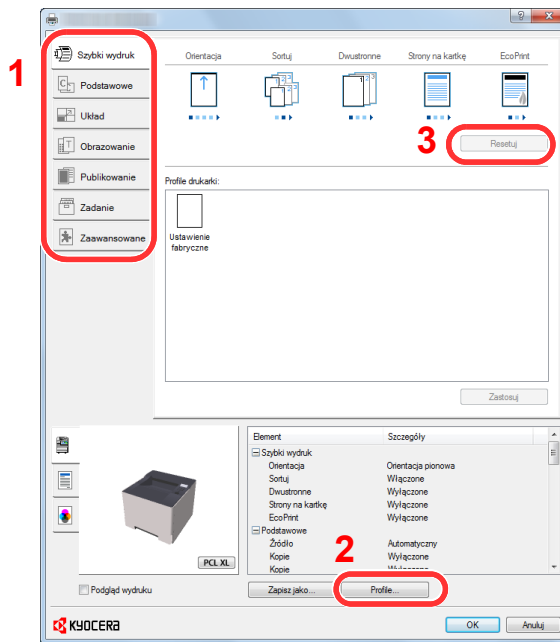 ?
X
1
Szybki wydruk
Podstawowe
Układ
Obrazowanie
Publikowanie
Zadanie
Zaawansowane
Orientacja Sortuj Dwustronne Strony na kartkę EcoPrint
3
Resetuj
Profile drukarki:
Ustawienie
fabryczne
Zastosuj
PCL XL
Podgląd wydruku
Element Szczegóły
Szybki wydruk
Orientacja Orientacja pionowa
Sortuj Włączone
Dwustronne Wyłączone
Strony na kartkę Wyłączone
EcoPrint Wyłączone
Podstawowe
Źródło Automatyczny
Kopie Wyłączone
Kopie Wyłączone
2
Zapisz jako... Profile...
KYOCERA
OK Anuluj